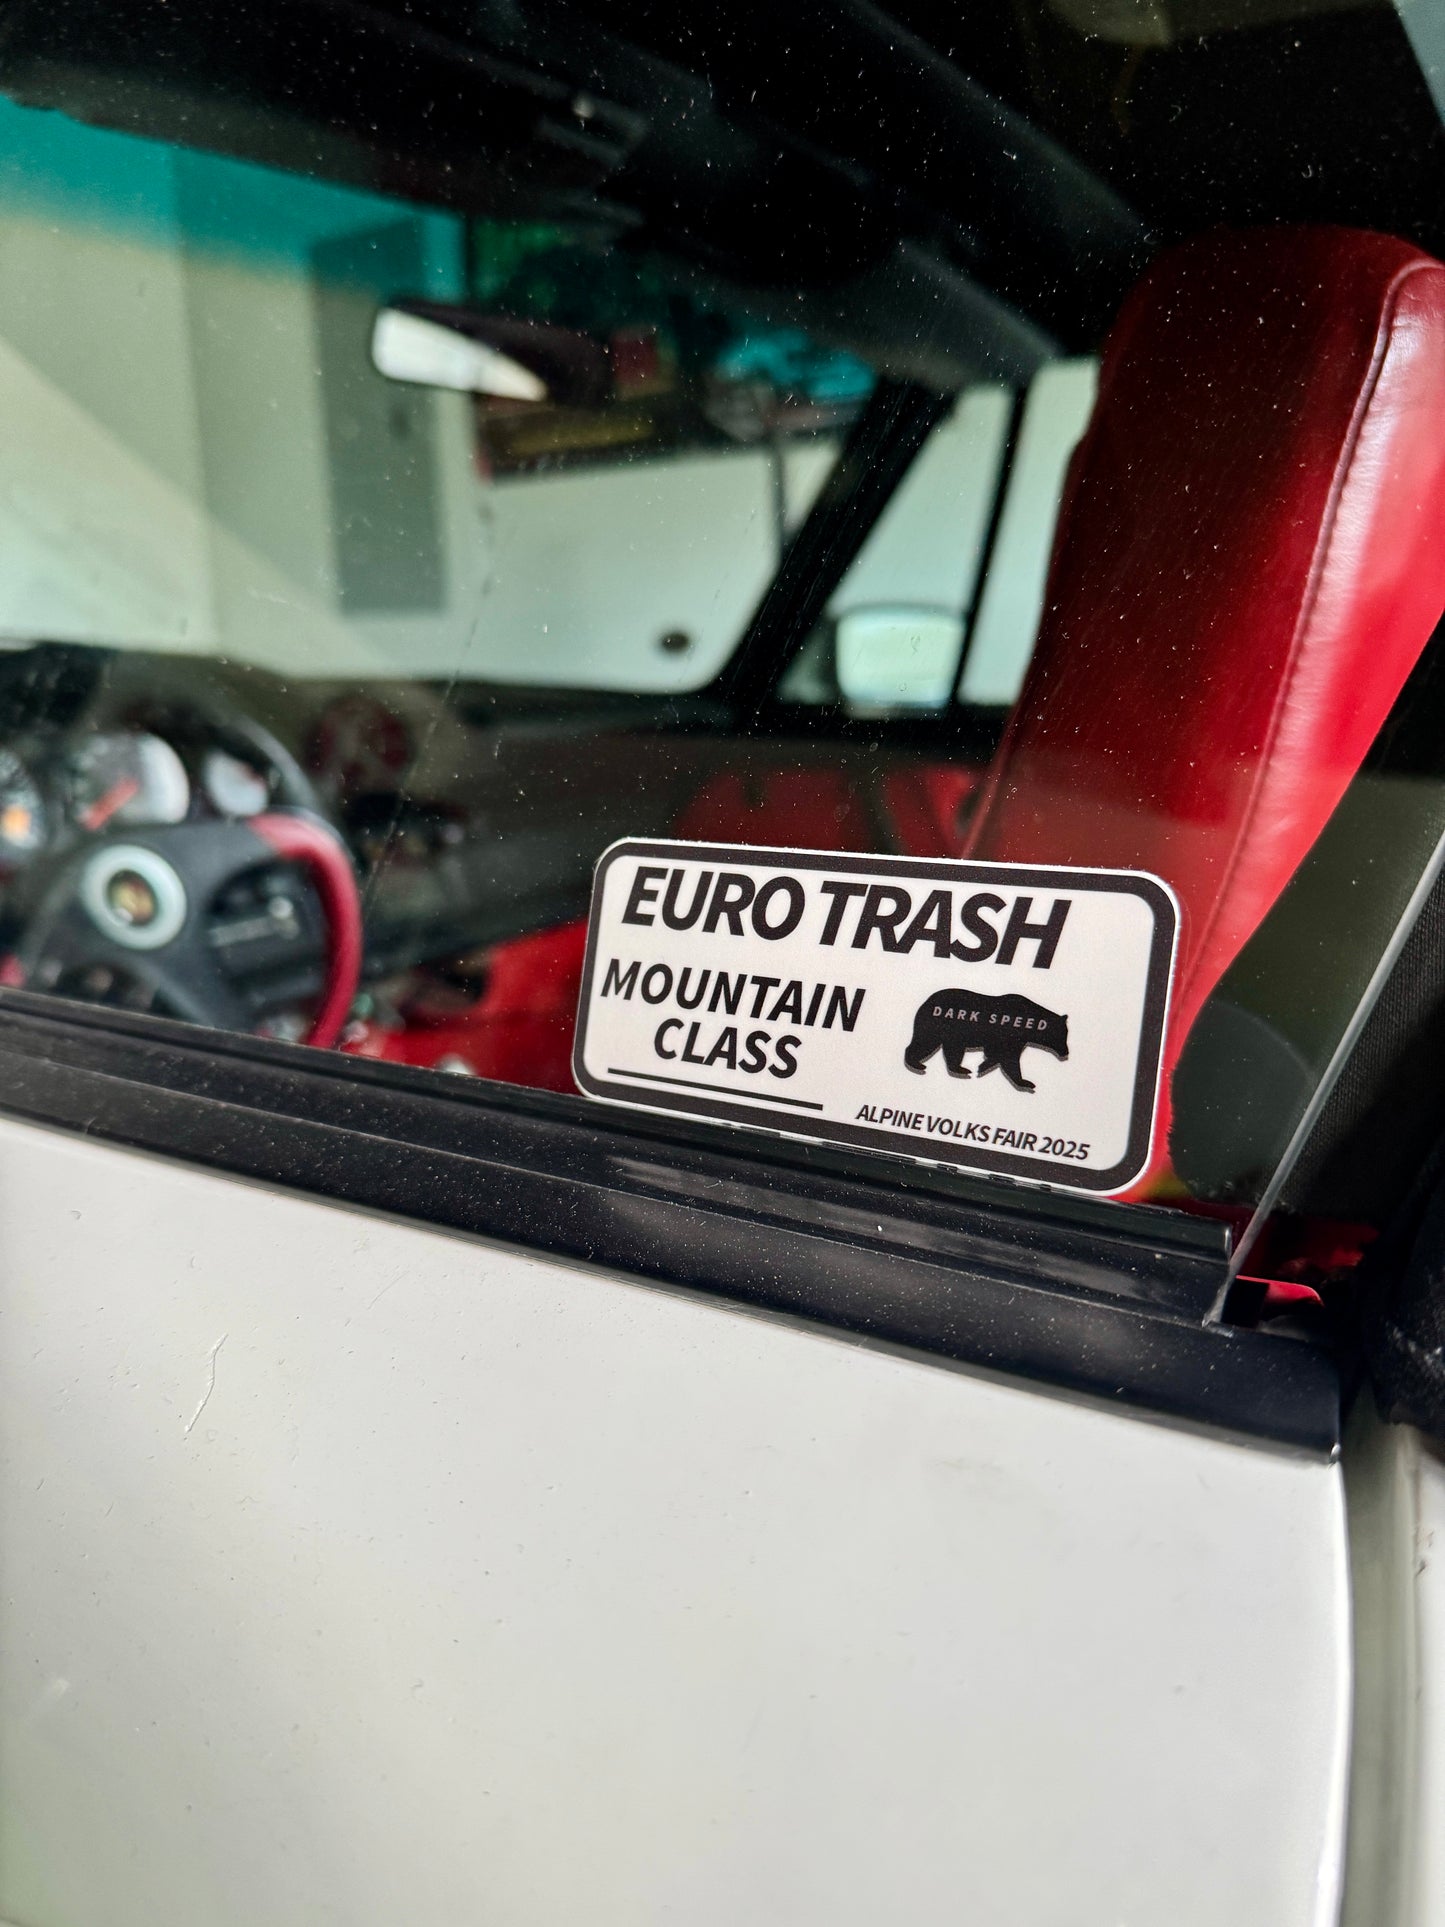 EURO TRASH
MOUNTAIN
CLASS
DARK SPEED
ALPINE VOLKS FAIR 2025